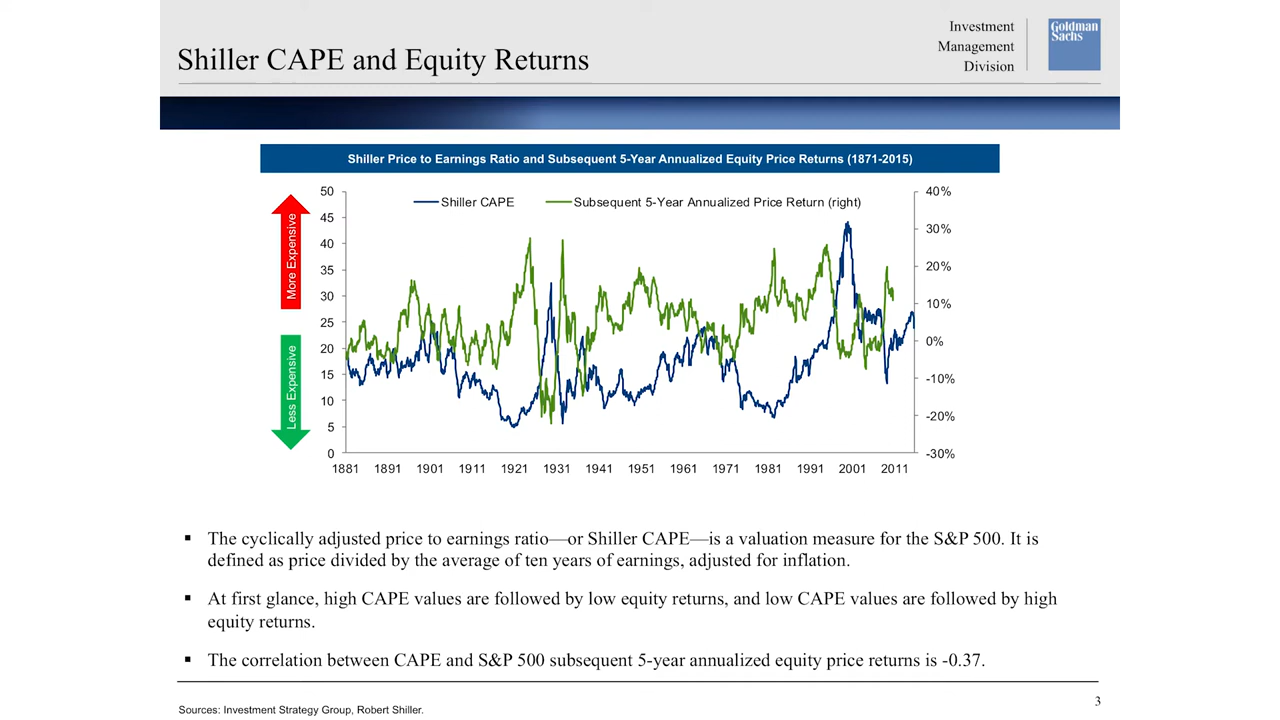 Investment
Management
Division
Goldman
Sachs
Shiller CAPE and Equity Returns
Shiller Price to Earnings Ratio and Subsequent 5-Year Annualized Equity Price Returns (1871-2015)
More Expensive
Less Expensive
Shiller CAPE
Subsequent 5-Year Annualized Price Return (right)
50
45
40
35
30
25
20
15
10
5
0
40%
30%
20%
10%
0%
-10%
-20%
-30%
1881 1891 1901 1911 1921 1931 1941 1951 1961 1971 1981 1991 2001 2011
▪ The cyclically adjusted price to earnings ratio—or Shiller CAPE—is a valuation measure for the S&P 500. It is
defined as price divided by the average of ten years of earnings, adjusted for inflation.
▪ At first glance, high CAPE values are followed by low equity returns, and low CAPE values are followed by high
equity returns.
▪ The correlation between CAPE and S&P 500 subsequent 5-year annualized equity price returns is -0.37.
3
Sources: Investment Strategy Group, Robert Shiller.